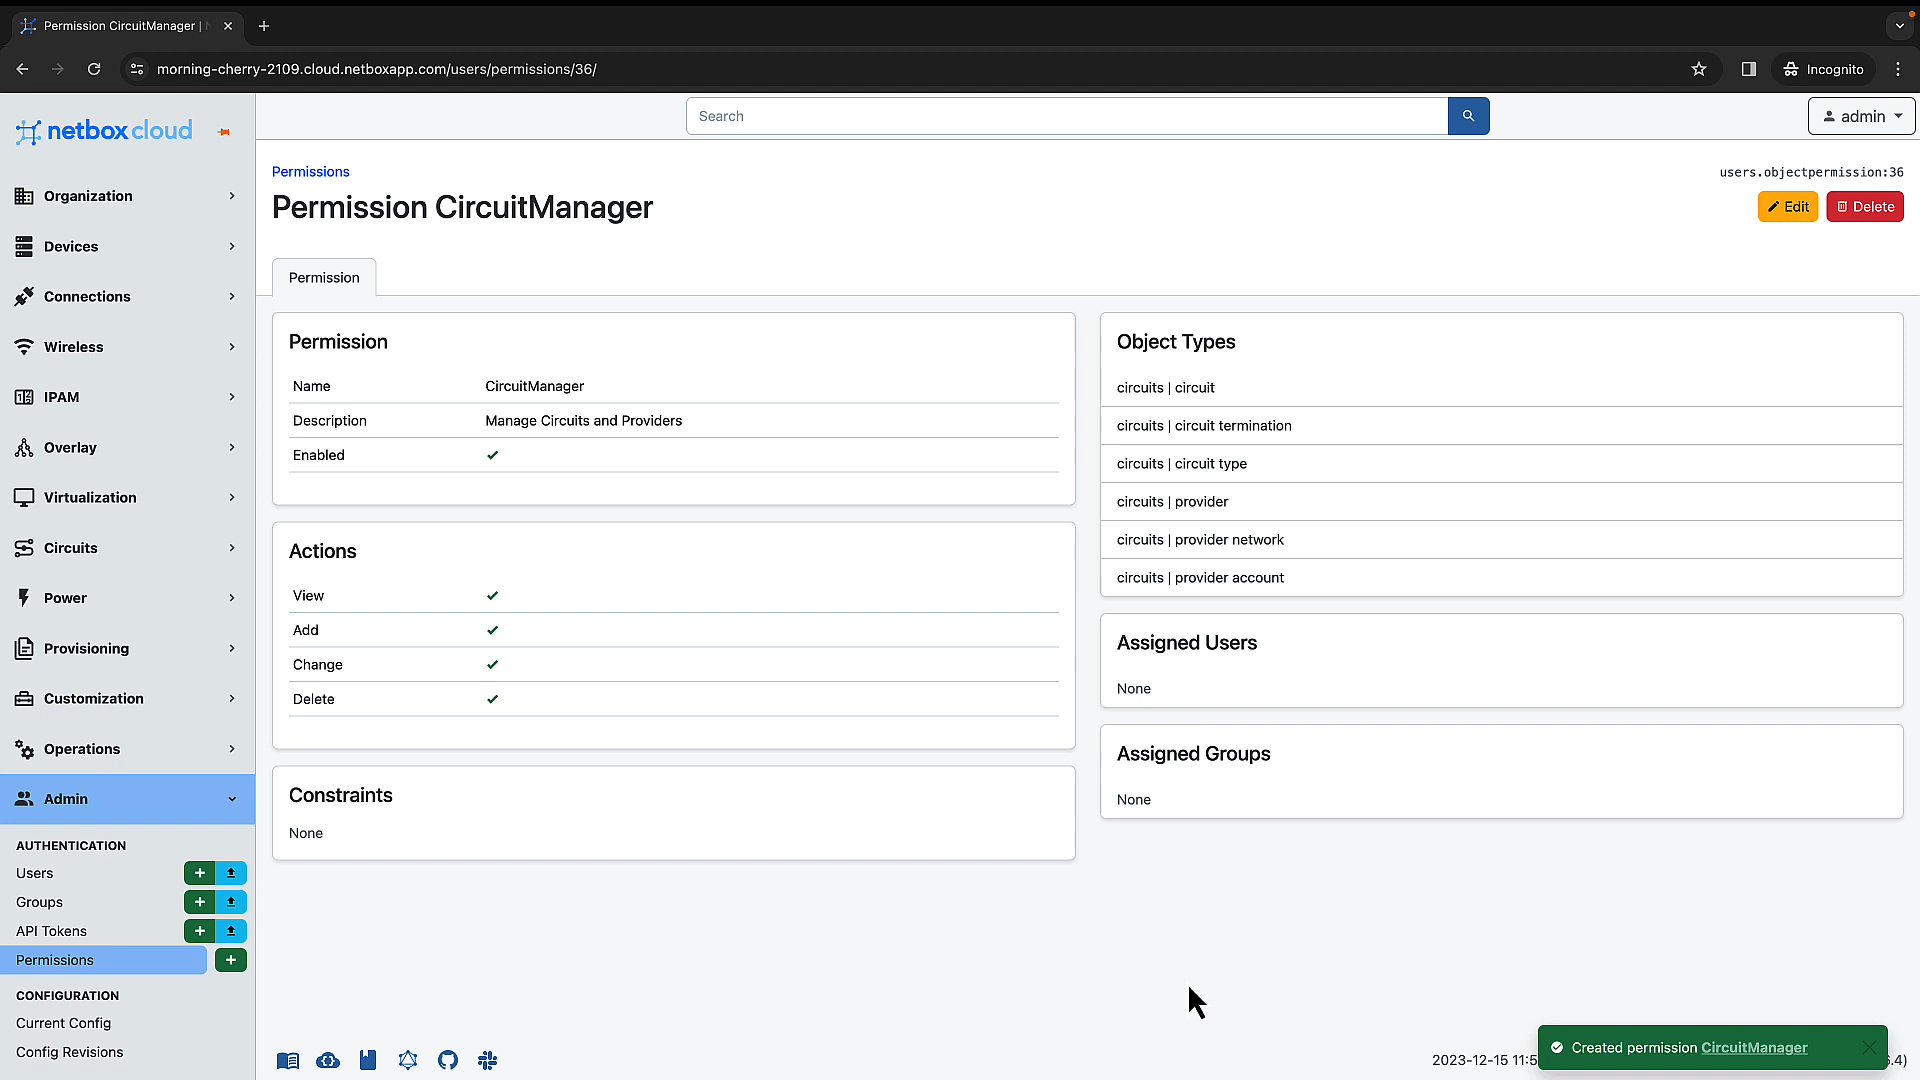 Permission CircuitManager |
morning-cherry-2109.cloud.netboxapp.com/users/permissions/36/
Incognito
netbox cloud
Search
admin
Organization
Devices
Connections
Wireless
IPAM
Overlay
Virtualization
Circuits
Power
Provisioning
Customization
Operations
Admin
AUTHENTICATION
Users
Groups
API Tokens
Permissions
CONFIGURATION
Current Config
Config Revisions
Permissions
users.objectpermission:36
Permission CircuitManager
Edit
Delete
Permission
Permission
Name CircuitManager
Description Manage Circuits and Providers
Enabled
Actions
View
Add
Change
Delete
Constraints
None
Object Types
circuits | circuit
circuits | circuit termination
circuits | circuit type
circuits | provider
circuits | provider network
circuits | provider account
Assigned Users
None
Assigned Groups
None
2023-12-15 11:5
Created permission CircuitManager
.4)